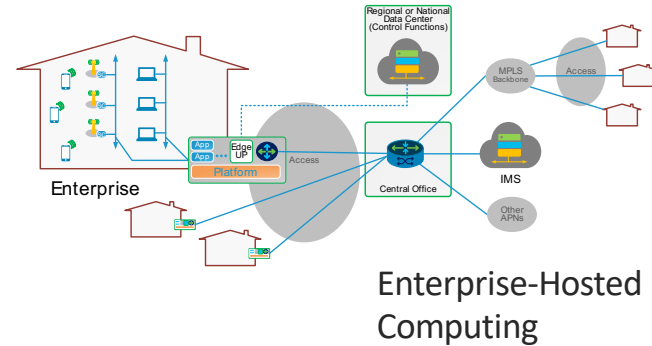 Regional or National
Data Center
(Control Functions)
MPLS
Backbone
Access
App
App
Edge
UP
Platform
Access
Enterprise
Central Office
IMS
Other
APNs
Enterprise-Hosted
Computing